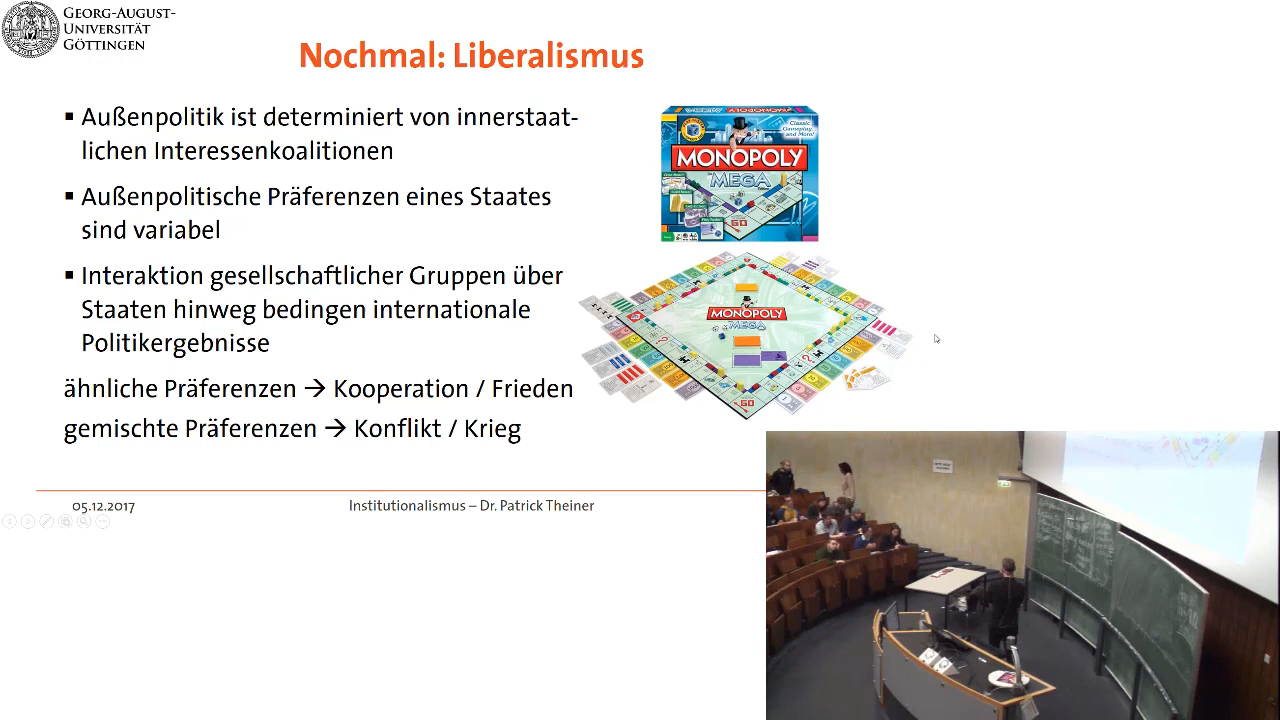 GEORG-AUGUST-
UNIVERSITÄT
GÖTTINGEN
Nochmal: Liberalismus
▪ Außenpolitik ist determiniert von innerstaat-
lichen Interessenkoalitionen
▪ Außenpolitische Präferenzen eines Staates
sind variabel
▪ Interaktion gesellschaftlicher Gruppen über
Staaten hinweg bedingen internationale
Politikergebnisse
ähnliche Präferenzen → Kooperation / Frieden
gemischte Präferenzen → Konflikt / Krieg
Classic
Gameplay...
and More!
MONOPOLY
MEGA
GO
MONOPOLY
MEGA
GO
05.12.2017
Institutionalismus – Dr. Patrick Theiner